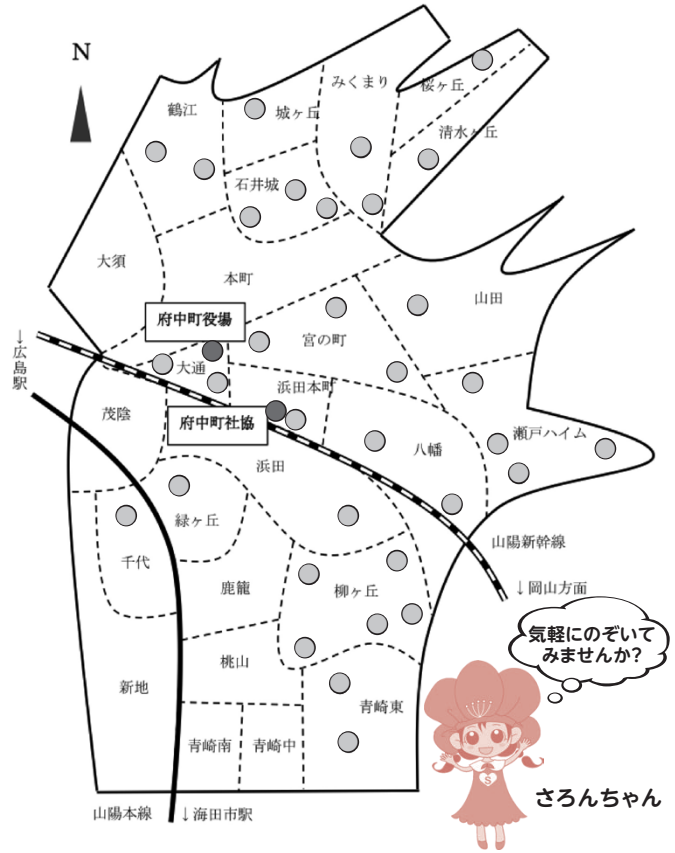 みくまり
N
桜ヶ丘
鶴江
城ヶ丘
清水ヶ丘
石井城
大須
本町
山田
府中町役場
宮の町
↓広島駅
大通
浜田本町
茂陰
府中町社協
瀬戸ハイム
八幡
浜田
緑ヶ丘
山陽新幹線
千代
鹿籠
柳ヶ丘
↓岡山方面
気軽にのぞいて
みませんか？
桃山
新地
青崎東
青崎南
青崎中
S
さろんちゃん
山陽本線
↓海田市駅